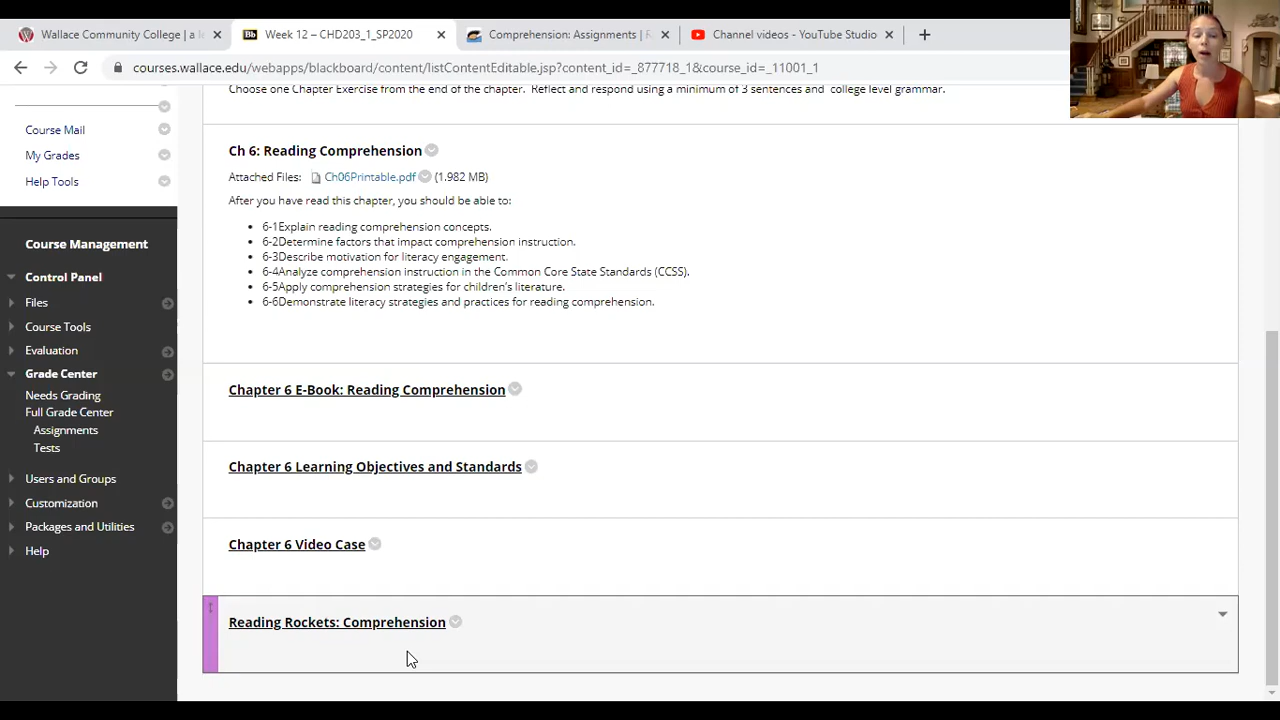 Wallace Community College | a l
Week 12 – CHD203_1_SP2020
Comprehension: Assignments | R
Channel videos - YouTube Studio
courses.wallace.edu/webapps/blackboard/content/listContentEditable.jsp?content_id=_877718_1&course_id=_11001_1
Course Mail
My Grades
Help Tools
Course Management
Control Panel
Files
Course Tools
Evaluation
Grade Center
Needs Grading
Full Grade Center
Assignments
Tests
Users and Groups
Customization
Packages and Utilities
Help
Choose one Chapter Exercise from the end of the chapter. Reflect and respond using a minimum of 3 sentences and college level grammar.
Ch 6: Reading Comprehension
Attached Files: Ch06Printable.pdf (1.982 MB)
After you have read this chapter, you should be able to:
• 6-1Explain reading comprehension concepts.
• 6-2Determine factors that impact comprehension instruction.
• 6-3Describe motivation for literacy engagement.
• 6-4Analyze comprehension instruction in the Common Core State Standards (CCSS).
• 6-5Apply comprehension strategies for children's literature.
• 6-6Demonstrate literacy strategies and practices for reading comprehension.
Chapter 6 E-Book: Reading Comprehension
Chapter 6 Learning Objectives and Standards
Chapter 6 Video Case
Reading Rockets: Comprehension